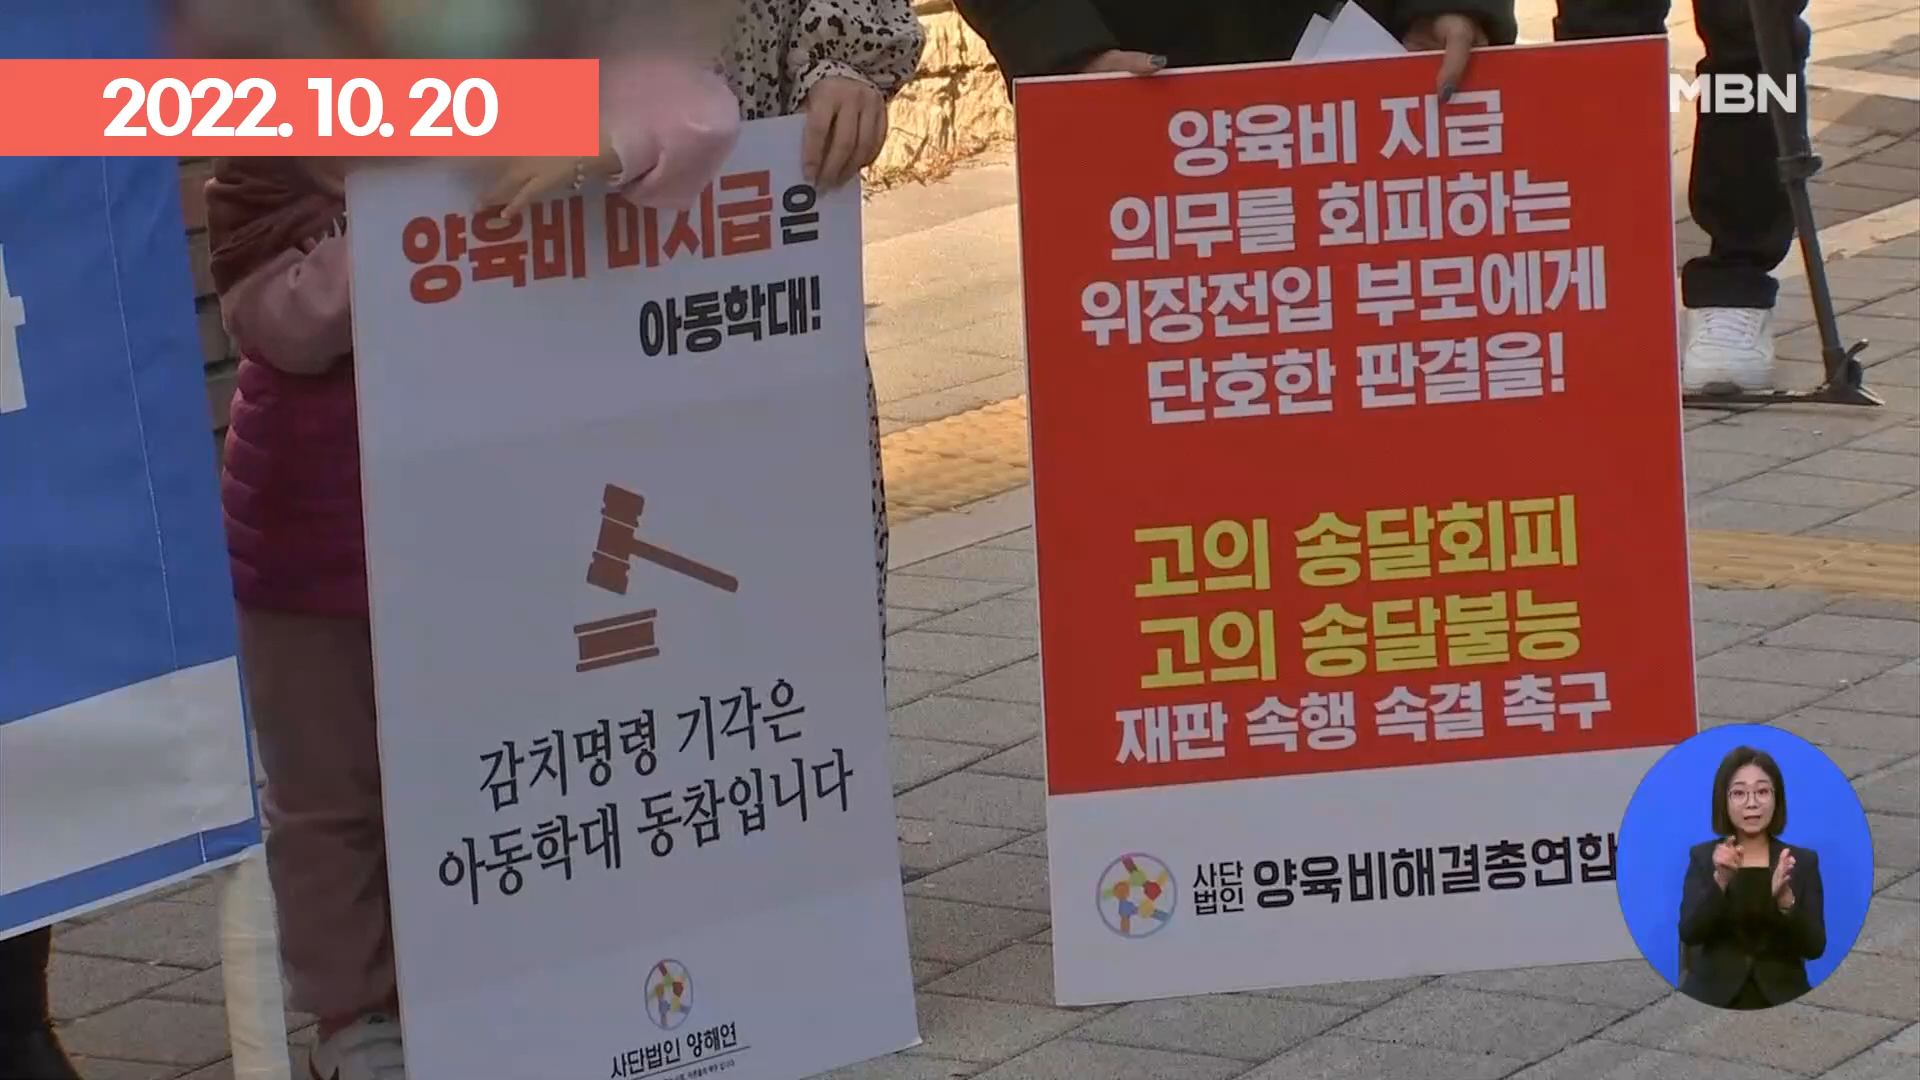 2022. 10. 20
MBN
양육비 미지급은
아동학대!
감치명령 기각은
아동학대 동참입니다
사단법인 양해연
양육비 지급
의무를 회피하는
위장전입 부모에게
단호한 판결을!
고의 송달회피
고의 송달불능
재판 속행 속결 촉구
사단
법인 양육비해결총연합